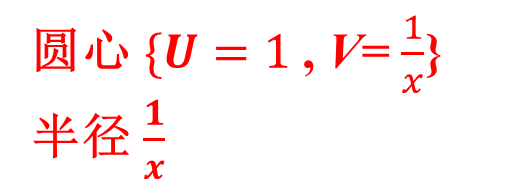 圆心 {U = 1 , V=1/x}
半径 1/x